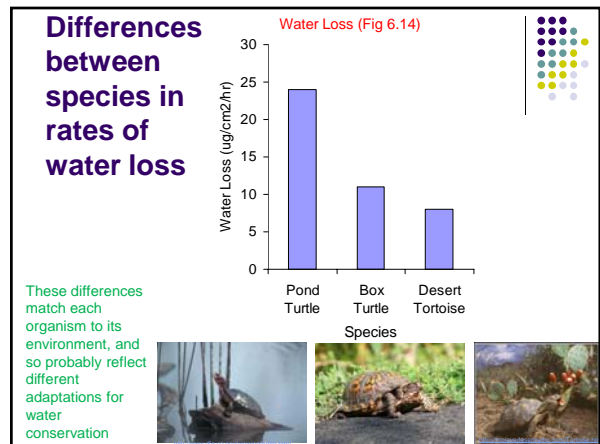 Differences
between
species in
rates of
water loss
Water Loss (Fig 6.14)
30
25
20
15
10
5
0
Water Loss (ug/cm2/hr)
Pond
Turtle
Box
Turtle
Desert
Tortoise
Species
These differences
match each
organism to its
environment, and
so probably reflect
different
adaptations for
water
conservation